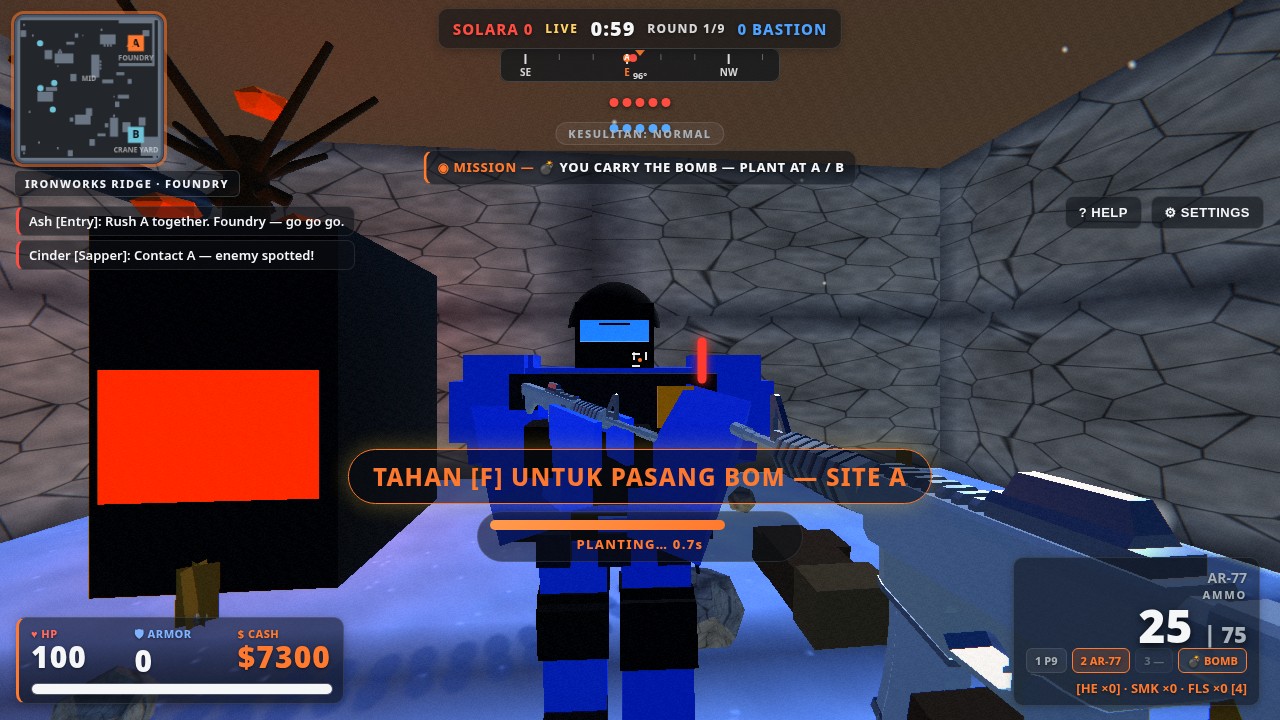 SOLARA 0 LIVE 0:59 ROUND 1/9 0 BASTION
SE E 96° NW
KESULITAN: NORMAL
◉ MISSION — 💣 YOU CARRY THE BOMB — PLANT AT A / B
A
FOUNDRY
MID
B
CRANE YARD
IRONWORKS RIDGE · FOUNDRY
Ash [Entry]: Rush A together. Foundry — go go go.
Cinder [Sapper]: Contact A — enemy spotted!
? HELP ⚙ SETTINGS
TAHAN [F] UNTUK PASANG BOM — SITE A
PLANTING… 0.7s
♥ HP 🛡 ARMOR $ CASH
100 0 $7300
AR-77
AMMO
25 | 75
1 P9 2 AR-77 3 — 💣 BOMB
[HE ×0] · SMK ×0 · FLS ×0 [4]